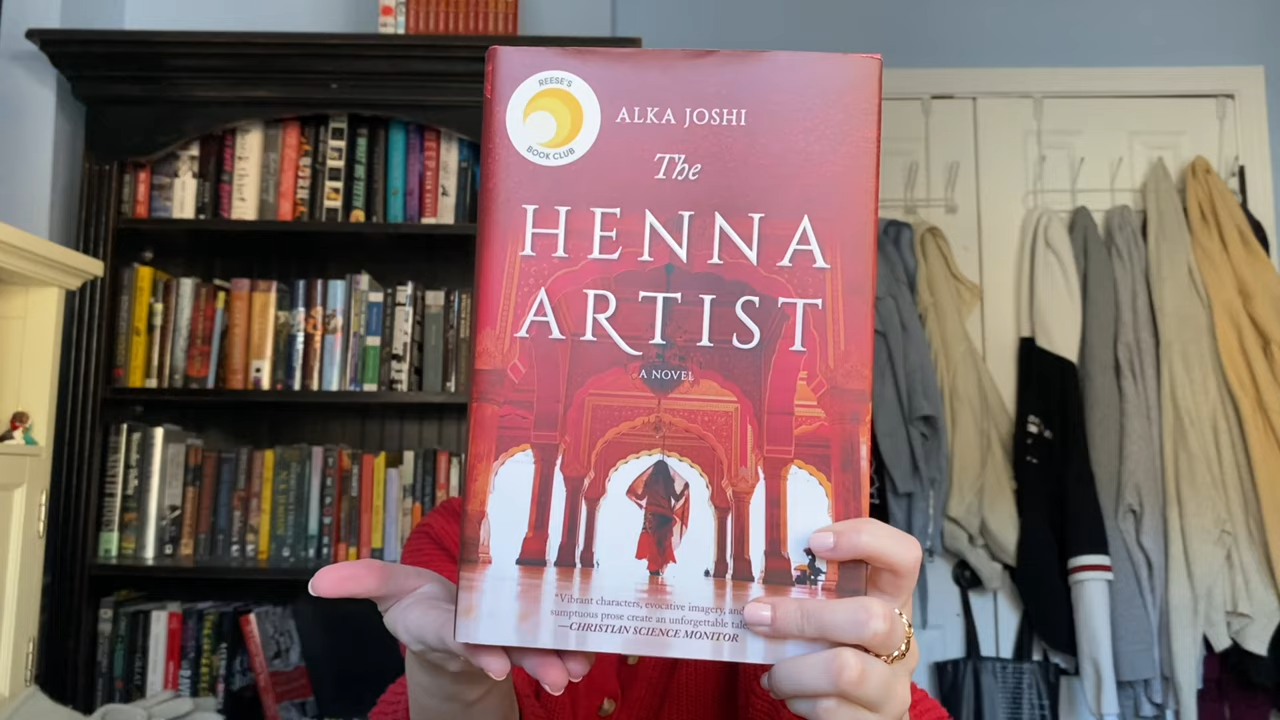 REESE'S
BOOK CLUB
ALKA JOSHI
The
HENNA
ARTIST
A NOVEL
"Vibrant characters, evocative imagery, and
sumptuous prose create an unforgettable tale
—CHRISTIAN SCIENCE MONITOR